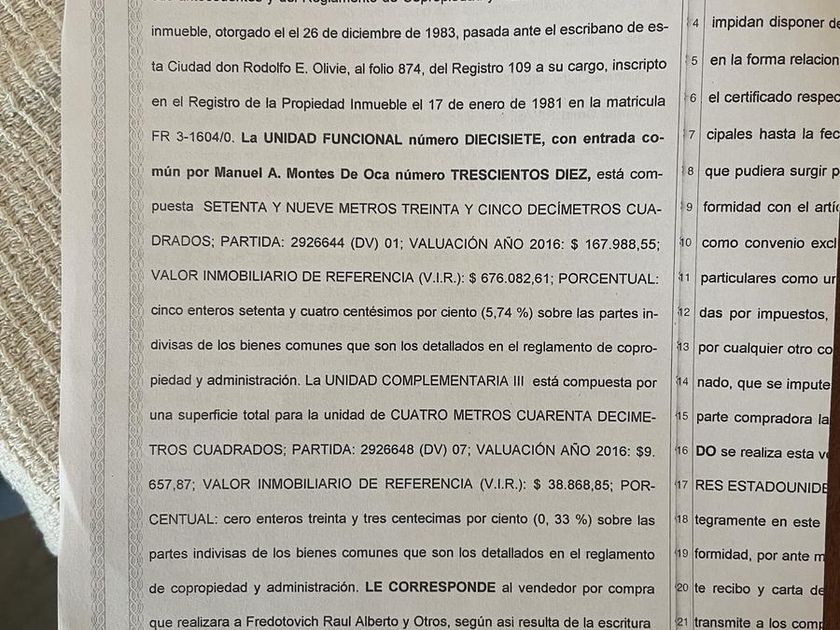 inmueble, otorgado el el 26 de diciembre de 1983, pasada ante el escribano de es-
ta Ciudad don Rodolfo E. Olivie, al folio 874, del Registro 109 a su cargo, inscripto
en el Registro de la Propiedad Inmueble el 17 de enero de 1981 en la matricula
FR 3-1604/0. La UNIDAD FUNCIONAL número DIECISIETE, con entrada co-
mún por Manuel A. Montes De Oca número TRESCIENTOS DIEZ, está com-
puesta SETENTA Y NUEVE METROS TREINTA Y CINCO DECÍMETROS CUA-
DRADOS; PARTIDA: 2926644 (DV) 01; VALUACIÓN AÑO 2016: $ 167.988,55;
VALOR INMOBILIARIO DE REFERENCIA (V.I.R.): $ 676.082,61; PORCENTUAL:
cinco enteros setenta y cuatro centésimos por ciento (5,74 %) sobre las partes in-
divisas de los bienes comunes que son los detallados en el reglamento de copro-
piedad y administración. La UNIDAD COMPLEMENTARIA III está compuesta por
una superficie total para la unidad de CUATRO METROS CUARENTA DECIME-
TROS CUADRADOS; PARTIDA: 2926648 (DV) 07; VALUACIÓN AÑO 2016: $9.
657,87; VALOR INMOBILIARIO DE REFERENCIA (V.I.R.): $ 38.868,85; POR-
CENTUAL: cero enteros treinta y tres centecimas por ciento (0, 33 %) sobre las
partes indivisas de los bienes comunes que son los detallados en el reglamento
de copropiedad y administración. LE CORRESPONDE al vendedor por compra
que realizara a Fredotovich Raul Alberto y Otros, según asi resulta de la escritura
4 impidan disponer de
5 en la forma relacion
6 el certificado respec
7 cipales hasta la fec
8 que pudiera surgir p
9 formidad con el artíc
10 como convenio excl
11 particulares como ur
12 das por impuestos,
13 por cualquier otro co
14 nado, que se impute
15 parte compradora la
16 DO se realiza esta ve
17 RES ESTADOUNIDE
18 tegramente en este
19 formidad, por ante m
20 te recibo y carta de
21 transmite a los comp